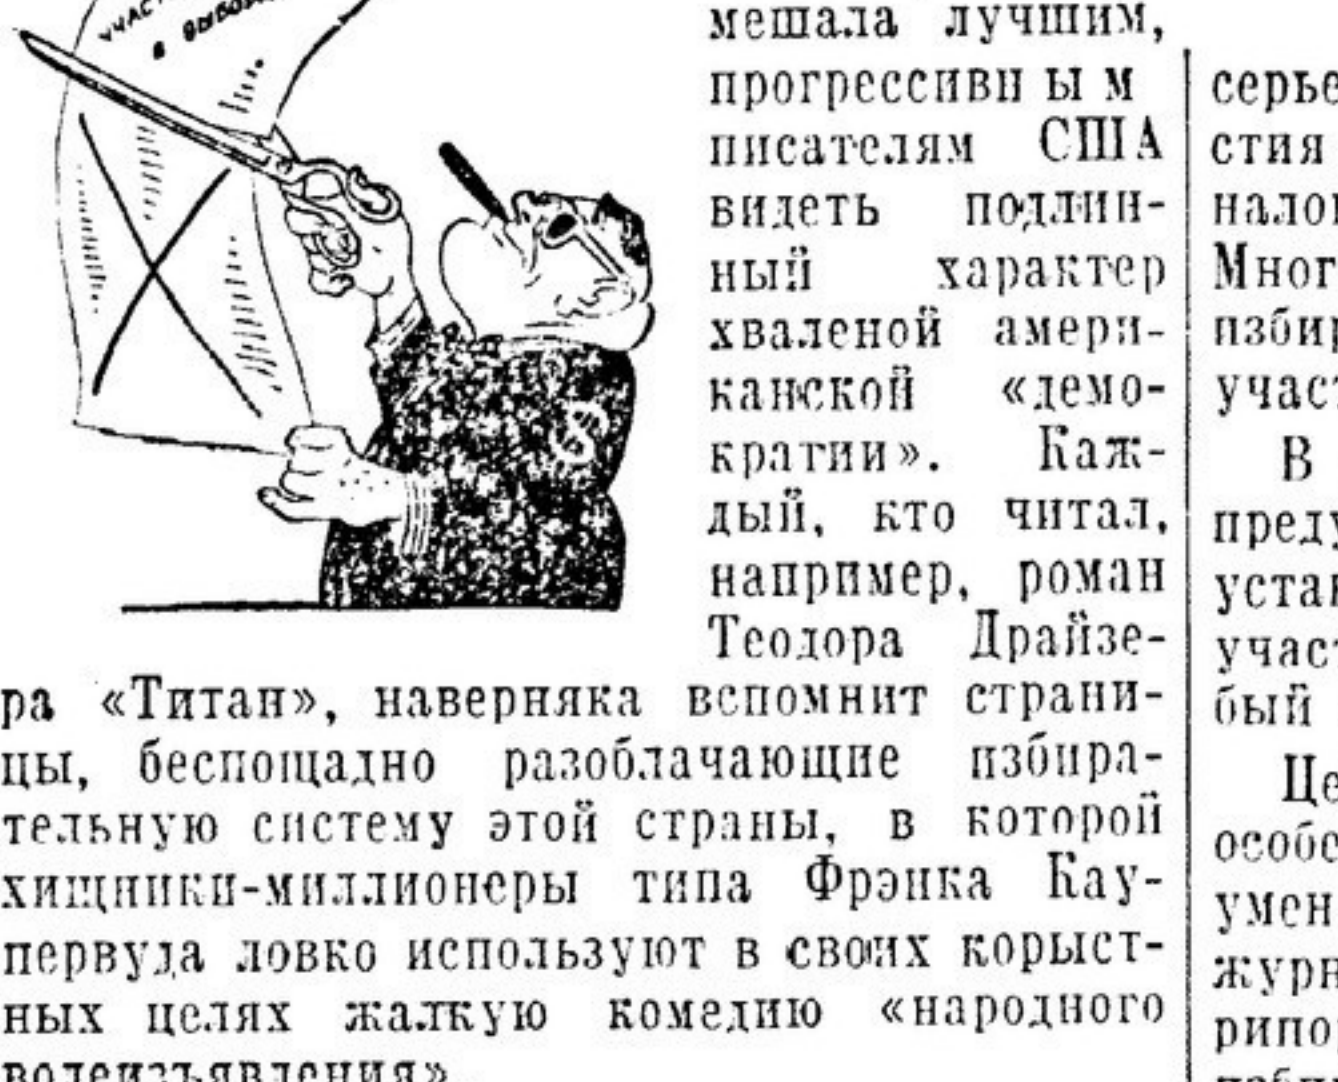 в
мешала лучшим,
прогрессивн ы м
писателям США
видеть подлин-
ный характер
хваленой амери-
канской «демо-
кратии». Каж-
дый, кто читал,
например, роман
Теодора Драйзе-
ра «Титан», наверняка вспомнит страни-
цы, беспощадно разоблачающие избира-
тельную систему этой страны, в которой
хищники-миллионеры типа Фрэнка Кау-
первуда ловко используют в своих корыст-
ных целях жалкую комедию «народного
волеизъявления».
$
серье
стия
Мног
избир
участ
В
преду
участ
бый
Це
особе
умен
журн
рипор